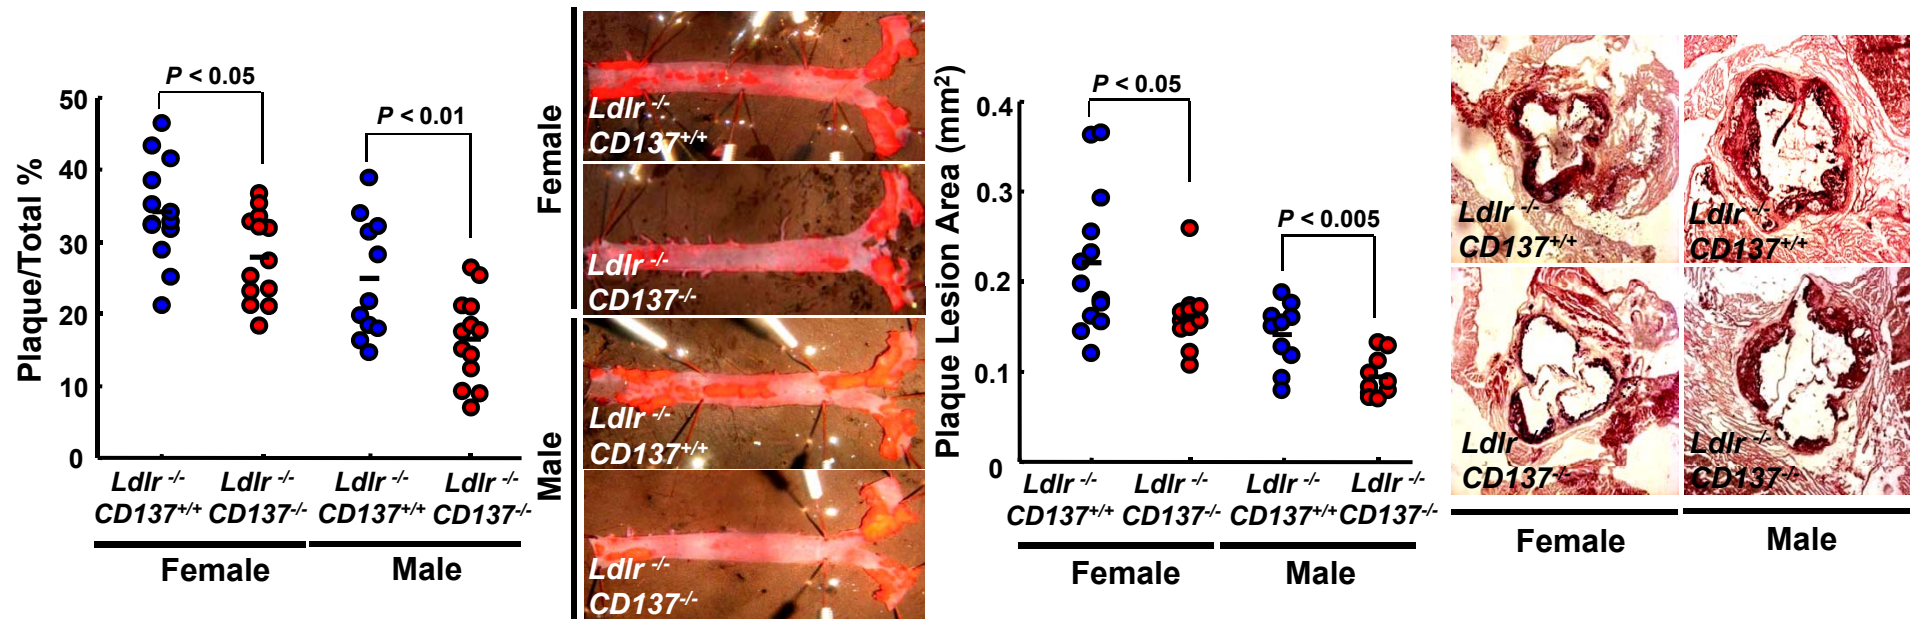 P < 0.05
P < 0.01
50
40
30
20
10
0
Plaque/Total %
Ldlr -/-
CD137+/+
Ldlr -/-
CD137-/-
Ldlr -/-
CD137+/+
Ldlr -/-
CD137-/-
Female
Male
Female
Male
Ldlr -/-
CD137+/+
Ldlr -/-
CD137-/-
Ldlr -/-
CD137+/+
Ldlr -/-
CD137-/-
Plaque Lesion Area (mm²)
P < 0.05
P < 0.005
0.4
0.3
0.2
0.1
0
Ldlr -/-
CD137+/+
Ldlr -/-
CD137-/-
Ldlr -/-
CD137+/+
Ldlr -/-
CD137-/-
Female
Male
Ldlr -/-
CD137+/+
Ldlr -/-
CD137+/+
Ldlr
CD137-/-
Ldlr -/-
CD137-/-
Female
Male